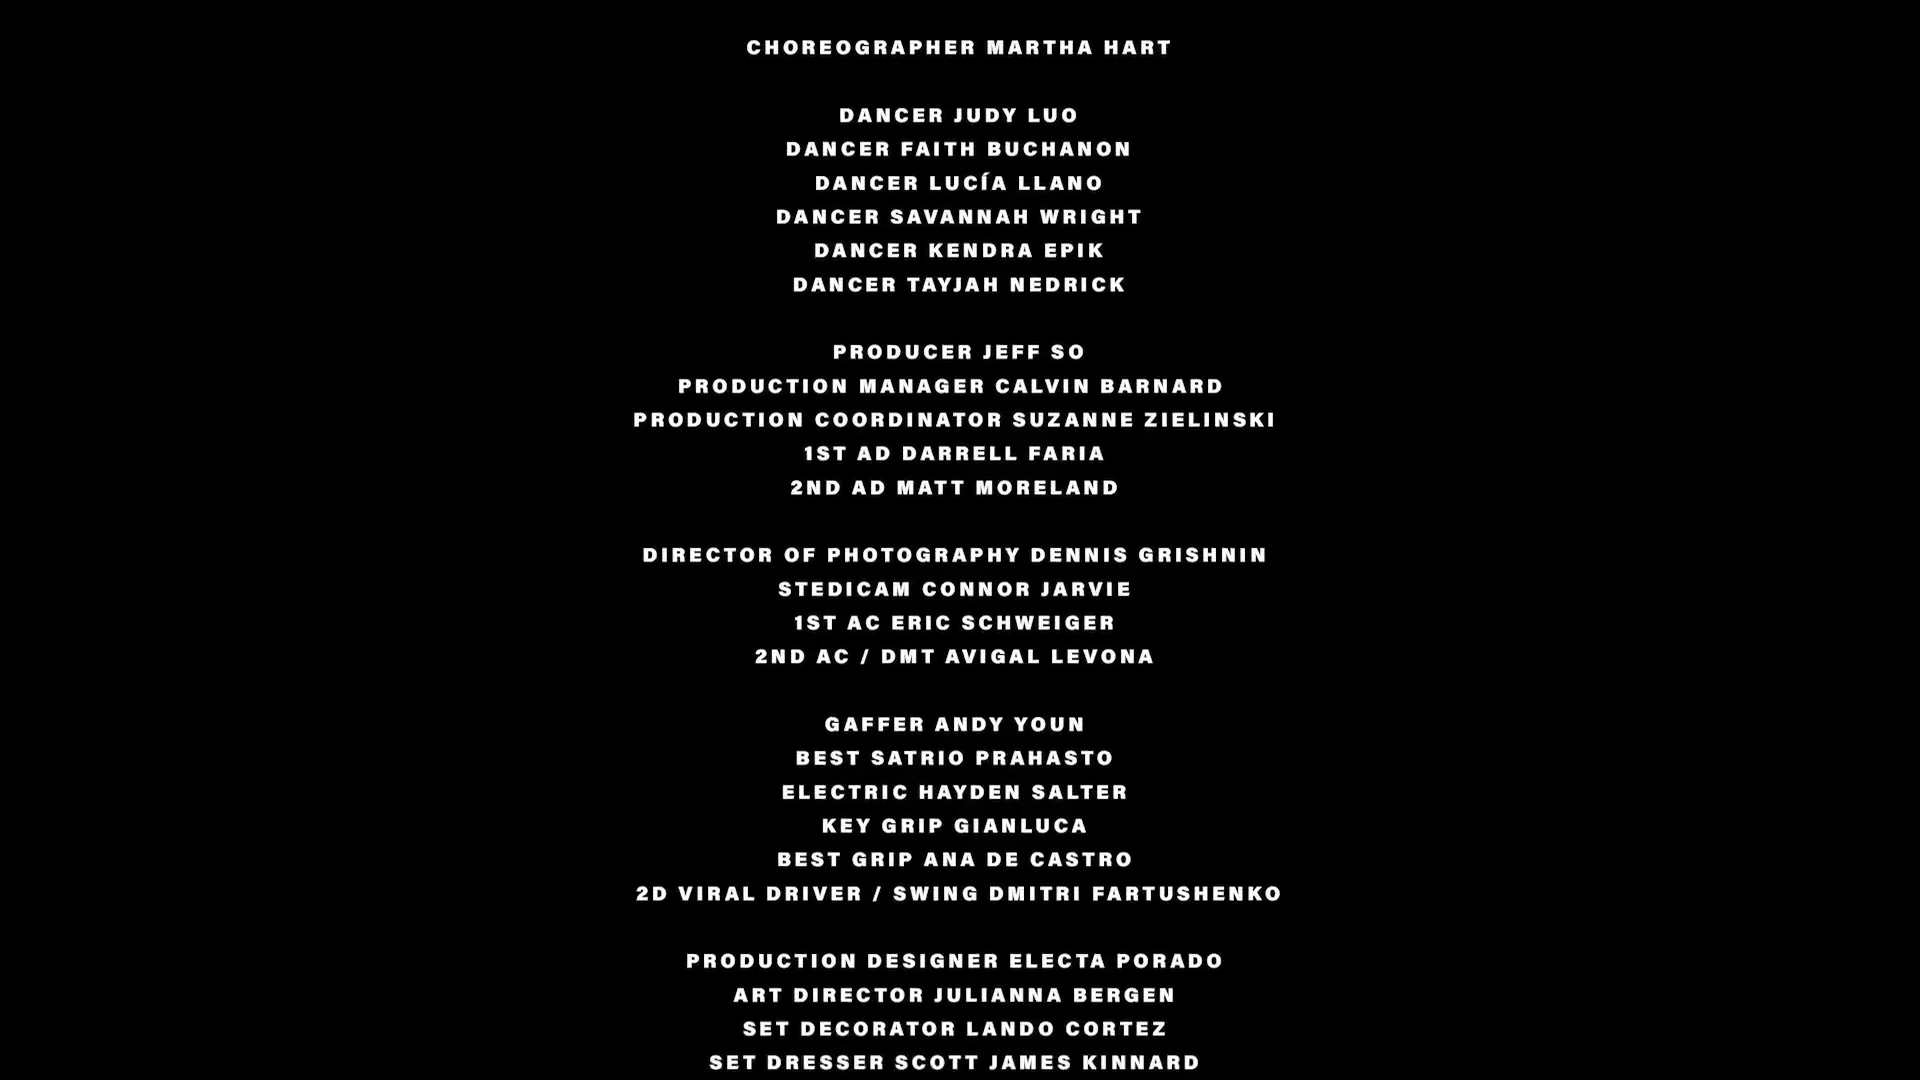 CHOREOGRAPHER MARTHA HART
DANCER JUDY LUO
DANCER FAITH BUCHANON
DANCER LUCÍA LLANO
DANCER SAVANNAH WRIGHT
DANCER KENDRA EPIK
DANCER TAYJAH NEDRICK
PRODUCER JEFF SO
PRODUCTION MANAGER CALVIN BARNARD
PRODUCTION COORDINATOR SUZANNE ZIELINSKI
1ST AD DARRELL FARIA
2ND AD MATT MORELAND
DIRECTOR OF PHOTOGRAPHY DENNIS GRISHNIN
STEDICAM CONNOR JARVIE
1ST AC ERIC SCHWEIGER
2ND AC / DMT AVIGAL LEVONA
GAFFER ANDY YOUN
BEST SATRIO PRAHASTO
ELECTRIC HAYDEN SALTER
KEY GRIP GIANLUCA
BEST GRIP ANA DE CASTRO
2D VIRAL DRIVER / SWING DMITRI FARTUSHENKO
PRODUCTION DESIGNER ELECTA PORADO
ART DIRECTOR JULIANNA BERGEN
SET DECORATOR LANDO CORTEZ
SET DRESSER SCOTT JAMES KINNARD